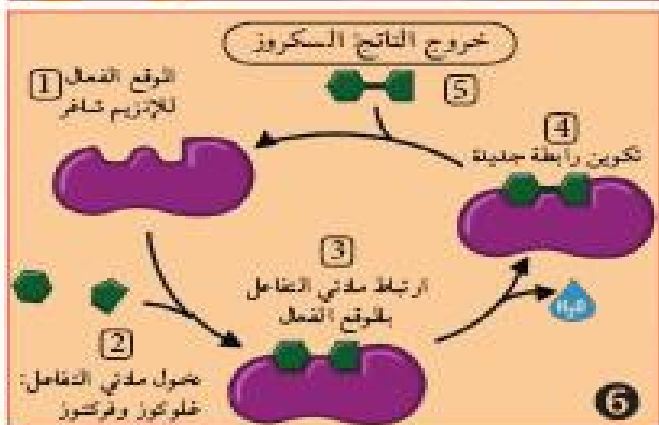 خروج الناتج السكروز
1
الموقع الفعال
للإنزيم شاغر
2
دخول مادتي التفاعل:
غلوكوز وفركتوز
3
ارتباط مادتي التفاعل
بالموقع الفعال
4
تكوين رابطة جديدة
5
H₂O
6